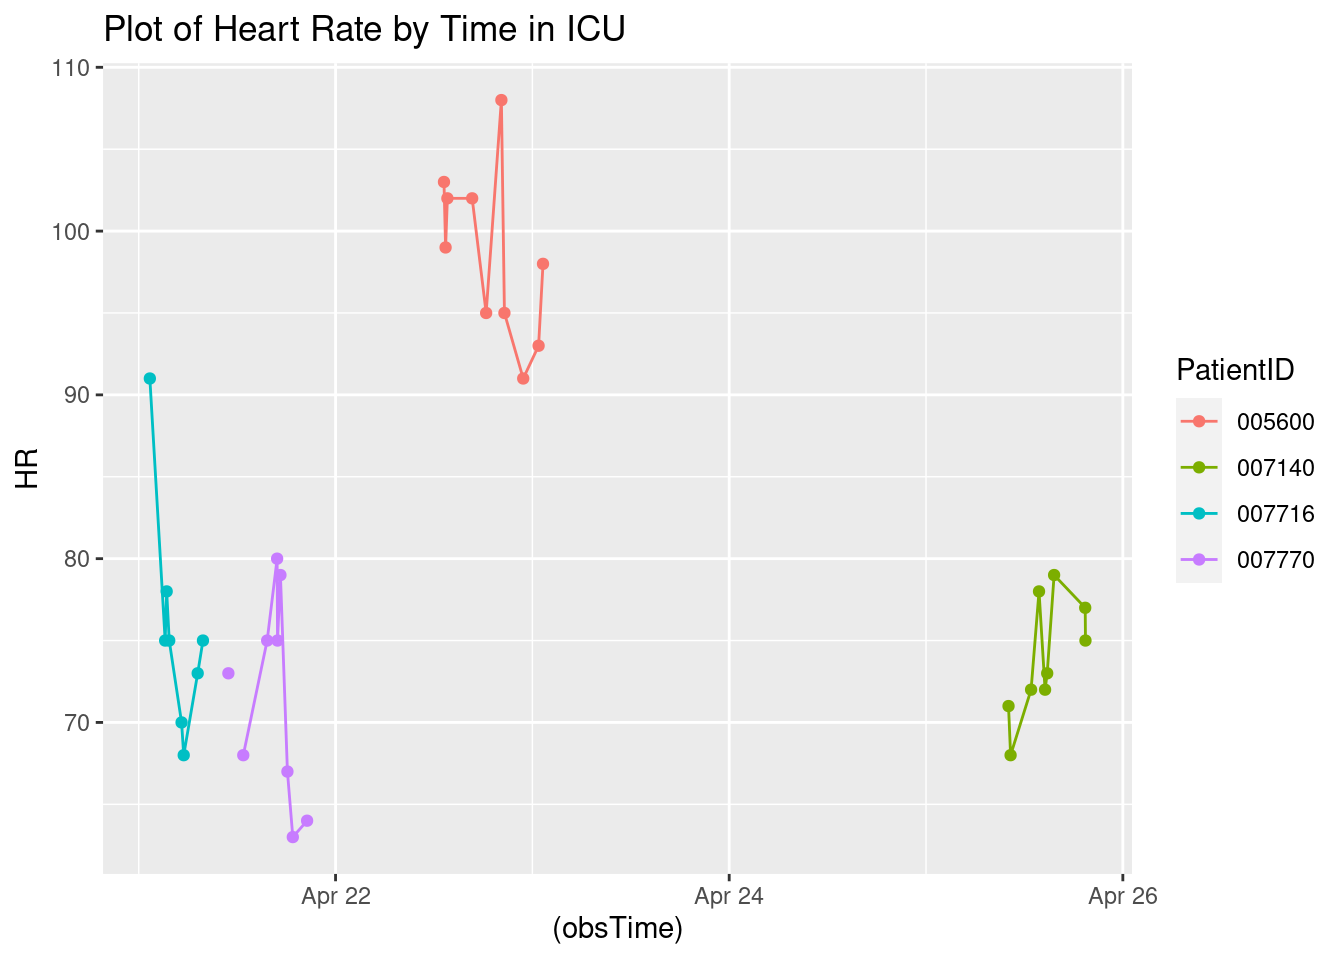 Plot of Heart Rate by Time in ICU
110
100
90
80
70
HR
Apr 22
Apr 24
Apr 26
(obsTime)
PatientID
005600
007140
007716
007770